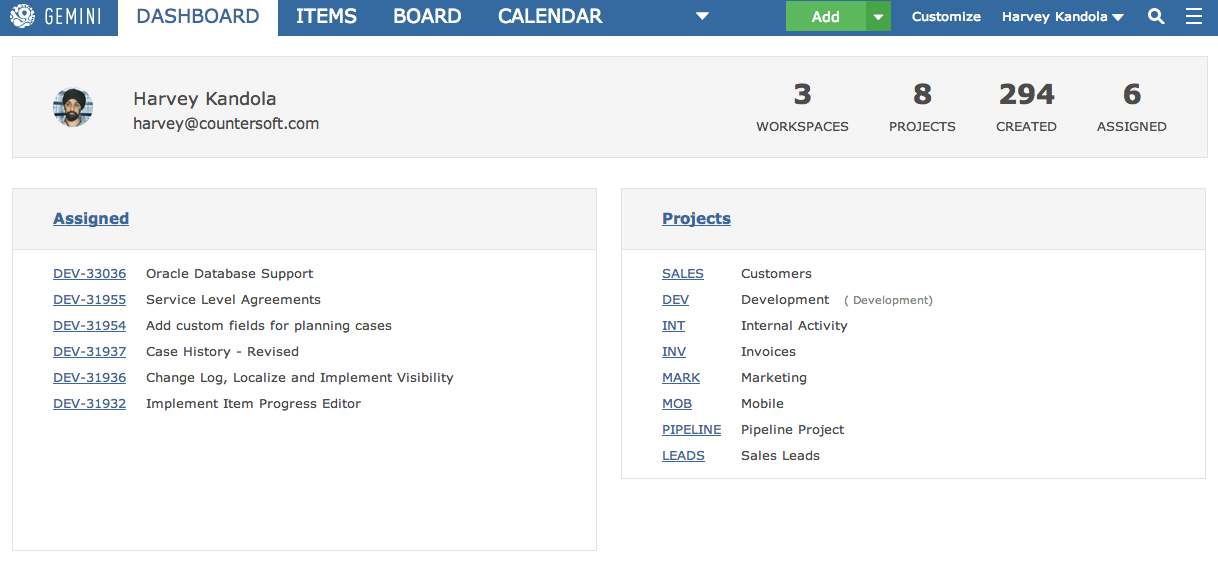 GEMINI DASHBOARD ITEMS BOARD CALENDAR Add Customize Harvey Kandola
Harvey Kandola
harvey@countersoft.com
3 8 294 6
WORKSPACES PROJECTS CREATED ASSIGNED
Assigned
DEV-33036 Oracle Database Support
DEV-31955 Service Level Agreements
DEV-31954 Add custom fields for planning cases
DEV-31937 Case History - Revised
DEV-31936 Change Log, Localize and Implement Visibility
DEV-31932 Implement Item Progress Editor
Projects
SALES Customers
DEV Development ( Development)
INT Internal Activity
INV Invoices
MARK Marketing
MOB Mobile
PIPELINE Pipeline Project
LEADS Sales Leads